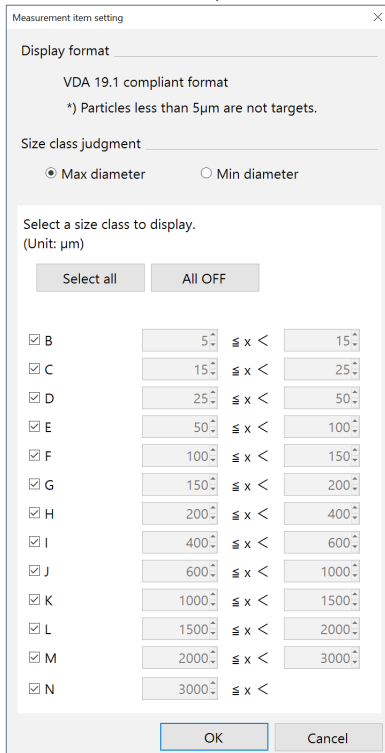 Measurement item setting
Display format
VDA 19.1 compliant format
*) Particles less than 5µm are not targets.
Size class judgment
Max diameter Min diameter
Select a size class to display.
(Unit: µm)
Select all All OFF
B 5 ≦ x < 15
C 15 ≦ x < 25
D 25 ≦ x < 50
E 50 ≦ x < 100
F 100 ≦ x < 150
G 150 ≦ x < 200
H 200 ≦ x < 400
I 400 ≦ x < 600
J 600 ≦ x < 1000
K 1000 ≦ x < 1500
L 1500 ≦ x < 2000
M 2000 ≦ x < 3000
N 3000 ≦ x <
OK Cancel